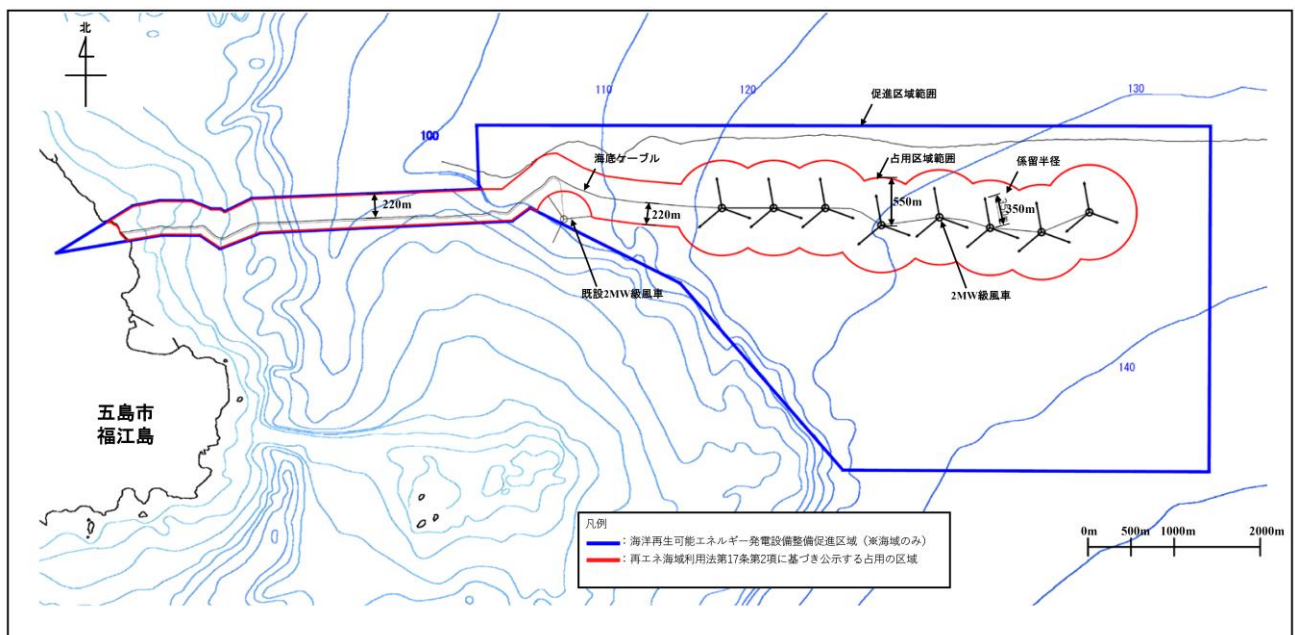 北
110
120
130
促進区域範囲
100
海底ケーブル
占用区域範囲
係留半径
220m
220m
550m
350m
既設2MW級風車
2MW級風車
140
五島市
福江島
凡例
：海洋再生可能エネルギー発電設備整備促進区域（※海域のみ）
：再エネ海域利用法第17条第2項に基づき公示する占用の区域
0m 500m 1000m 2000m